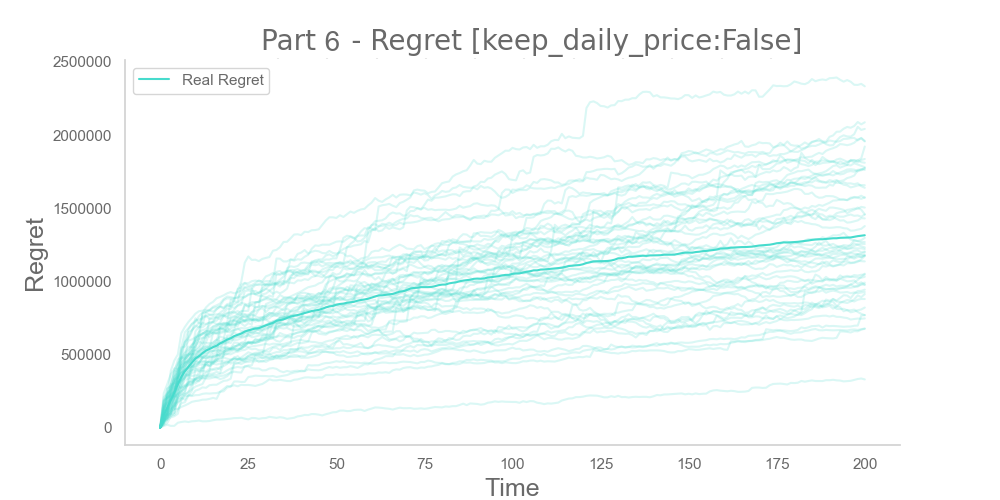 Part 6 - Regret [keep_daily_price:False]
2500000
Real Regret
2000000
1500000
1000000
500000
0
Regret
0 25 50 75 100 125 150 175 200
Time